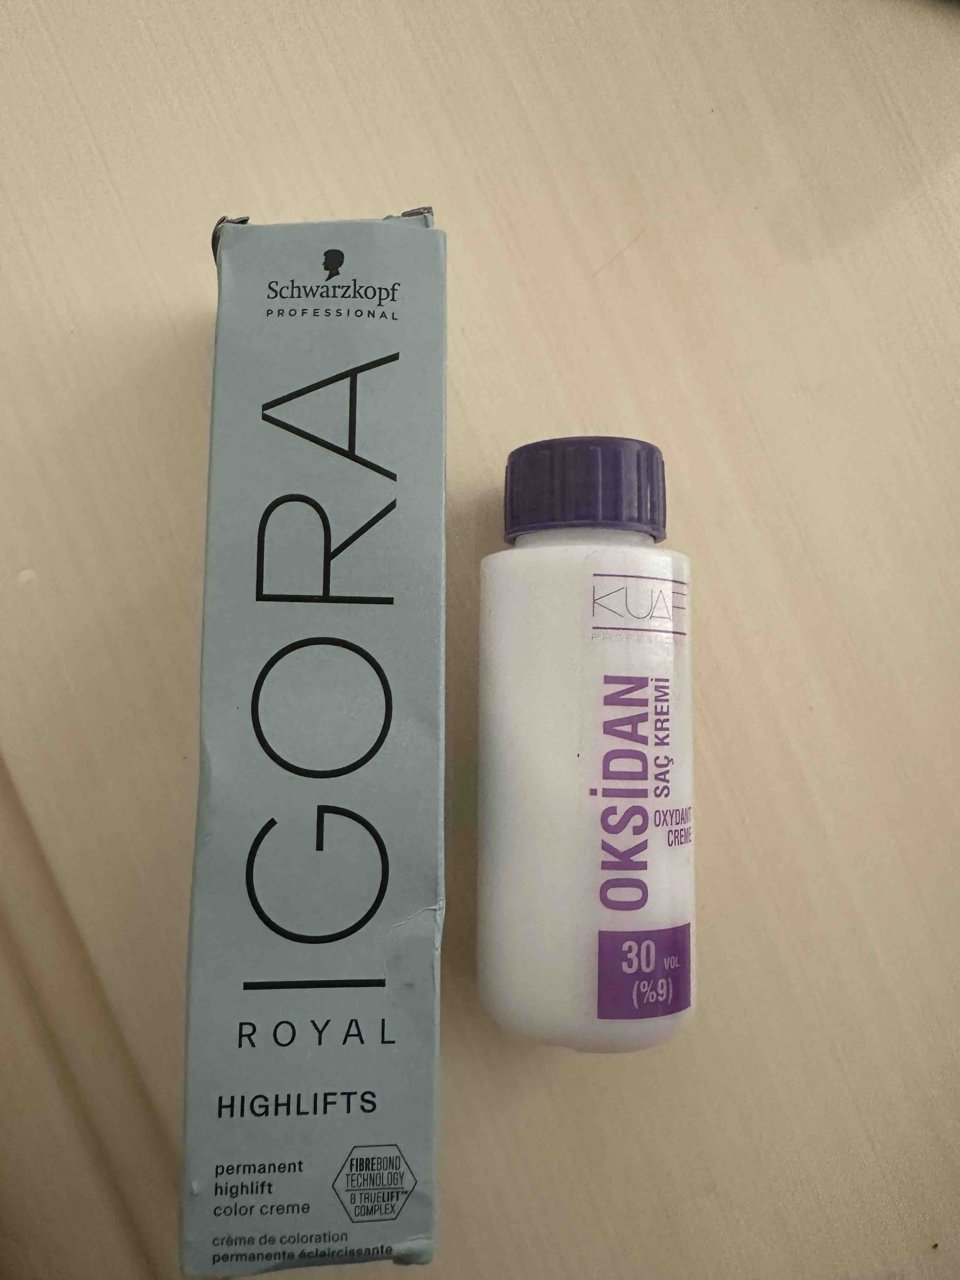 Schwarzkopf
PROFESSIONAL
IGORA
ROYAL
HIGHLIFTS
permanent
highlift
color creme
FIBREBOND
TECHNOLOGY
& TRUELIFT™
COMPLEX
crème de coloration
permanente éclaircissante
OKSİDAN
SAÇ KREMİ
OXYDANT
CREME
30 VOL.
(%9)